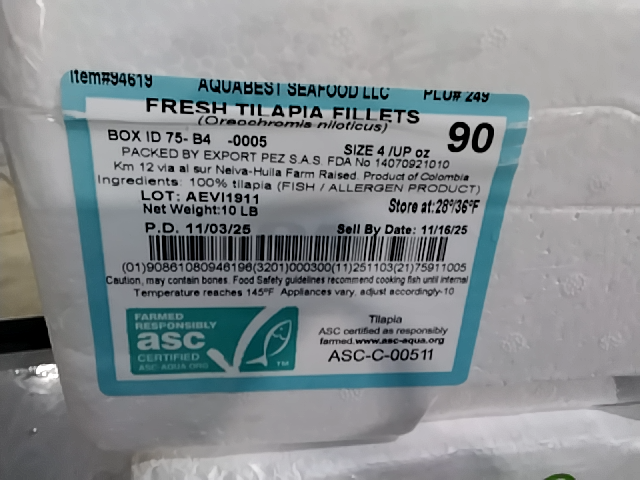 Item#94619 AQUABEST SEAFOOD LLC PLU# 249
FRESH TILAPIA FILLETS
(Oreochromis niloticus)
90
BOX ID 75- B4 -0005 SIZE 4 /UP oz
PACKED BY EXPORT PEZ S.A.S. FDA No 14070921010
Km 12 via al sur Neiva-Huila Farm Raised. Product of Colombia
Ingredients: 100% tilapia (FISH / ALLERGEN PRODUCT)
LOT: AEVI1911
Net Weight:10 LB Store at:28º/36ºF
P.D. 11/03/25 Sell By Date: 11/16/25
(01)90861080946196(3201)000300(11)251103(21)75911005
Caution, may contain bones. Food Safety guidelines recommend cooking fish until internal
Temperature reaches 145ºF Appliances vary, adjust accordingly-10
FARMED
RESPONSIBLY
asc
CERTIFIED
ASC-AQUA.ORG
TM
Tilapia
ASC certified as responsibly
farmed.www.asc-aqua.org
ASC-C-00511